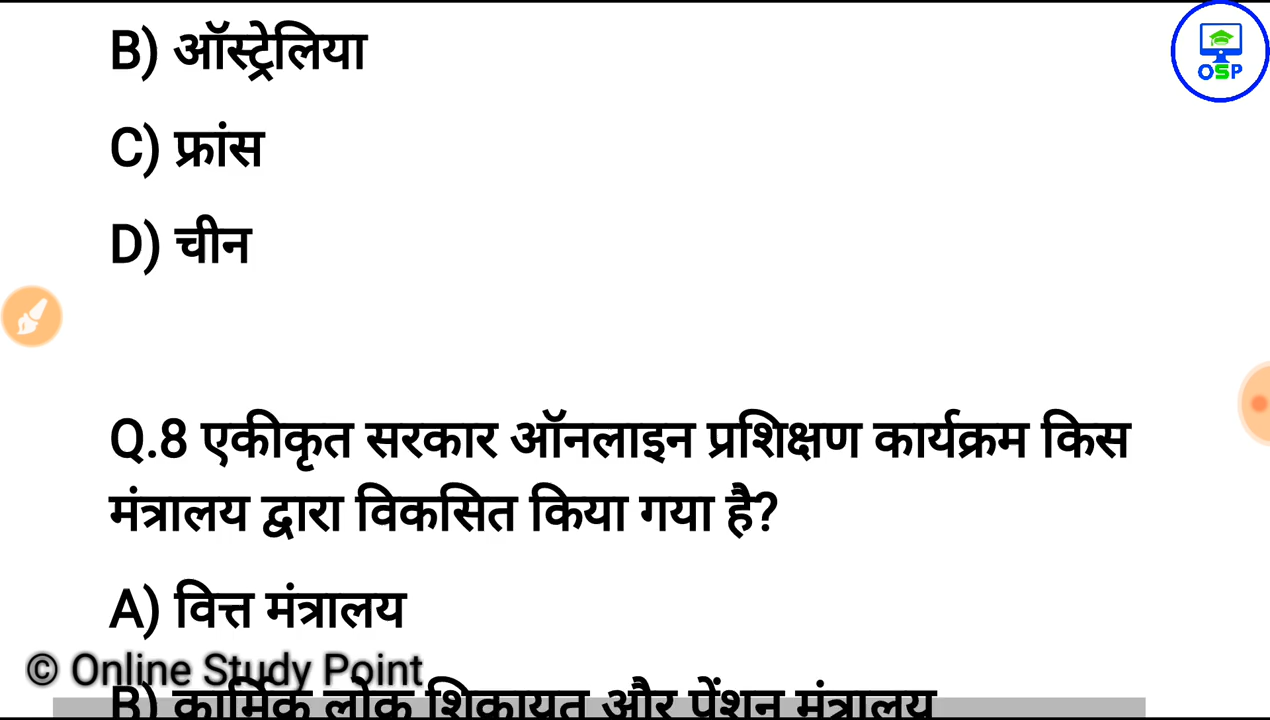 B) ऑस्ट्रेलिया
OSP
C) फ्रांस
D) चीन
Q.8 एकीकृत सरकार ऑनलाइन प्रशिक्षण कार्यक्रम किस
मंत्रालय द्वारा विकसित किया गया है?
A) वित्त मंत्रालय
© Online Study Point
B) कार्मिक लोक शिकायत और पेंशन मंत्रालय